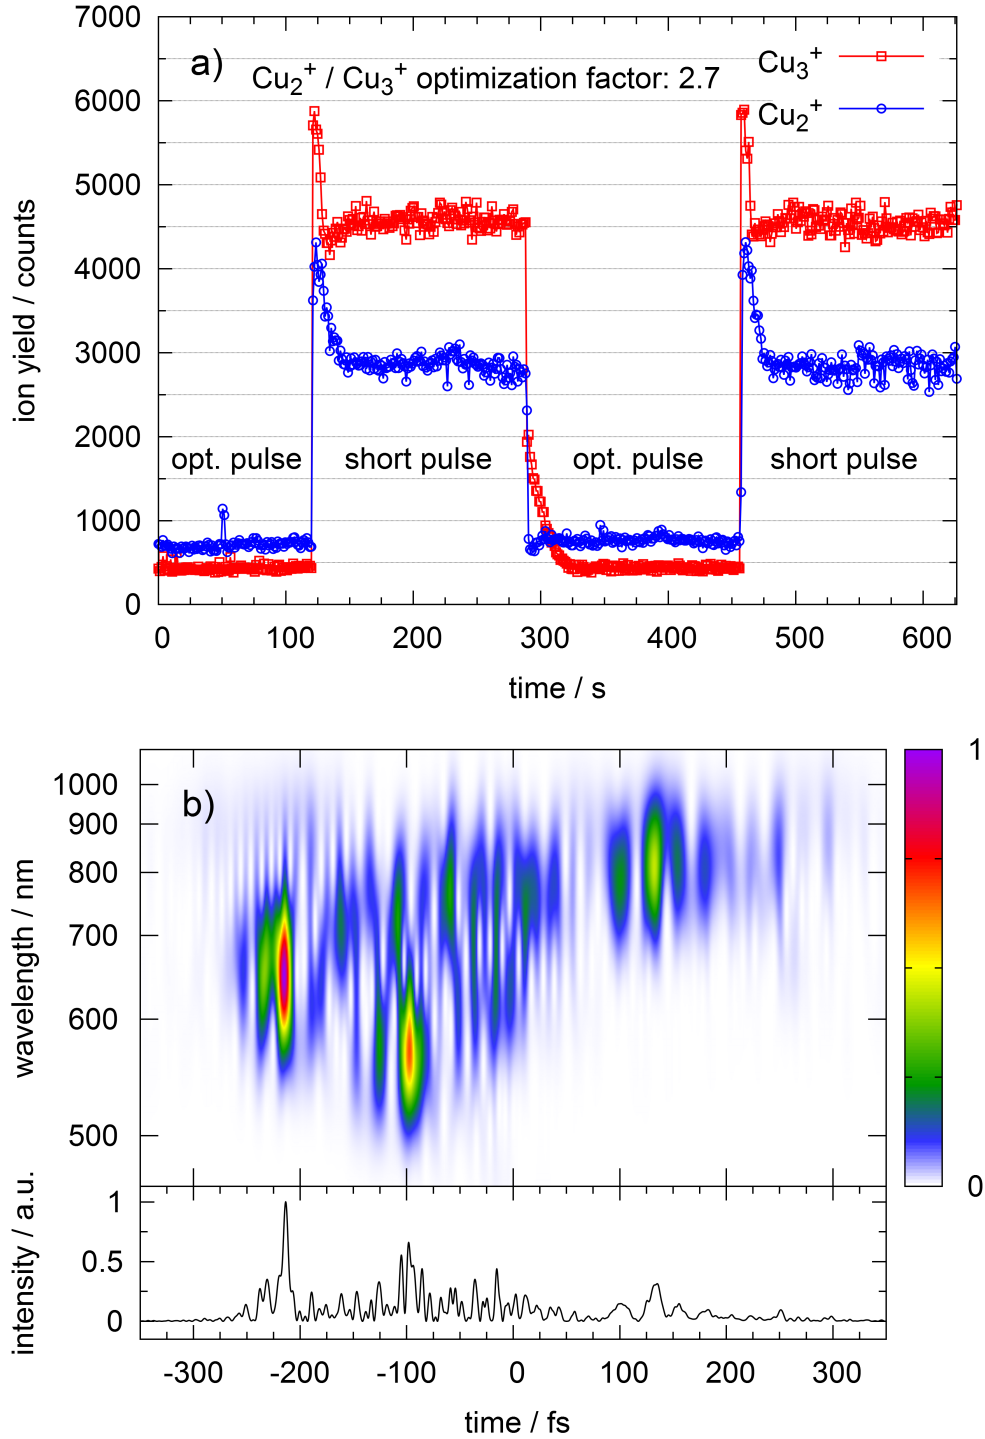 a)
Cu2+ / Cu3+ optimization factor: 2.7
Cu3+
Cu2+
7000
6000
5000
4000
3000
2000
1000
0
ion yield / counts
opt. pulse
short pulse
opt. pulse
short pulse
0 100 200 300 400 500 600
time / s
b)
1000
900
800
700
600
500
wavelength / nm
1
0
1
0.5
0
intensity / a.u.
-300 -200 -100 0 100 200 300
time / fs